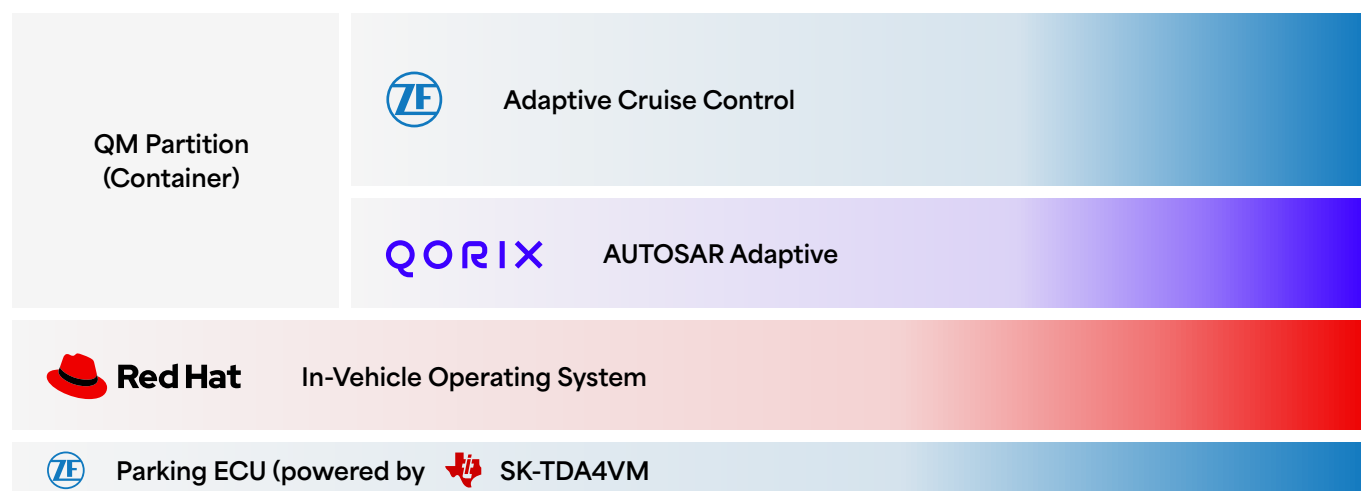 QM Partition
(Container)
ZF Adaptive Cruise Control
QORIX AUTOSAR Adaptive
Red Hat In-Vehicle Operating System
ZF Parking ECU (powered by ti SK-TDA4VM